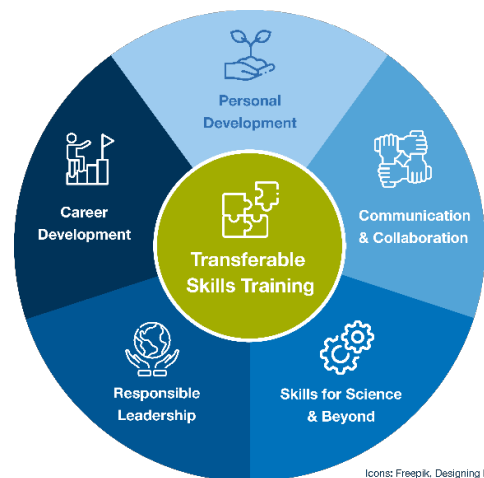 Personal
Development
Career
Development
Communication
& Collaboration
Transferable
Skills Training
Responsible
Leadership
Skills for Science
& Beyond
Icons: Freepik, Designing